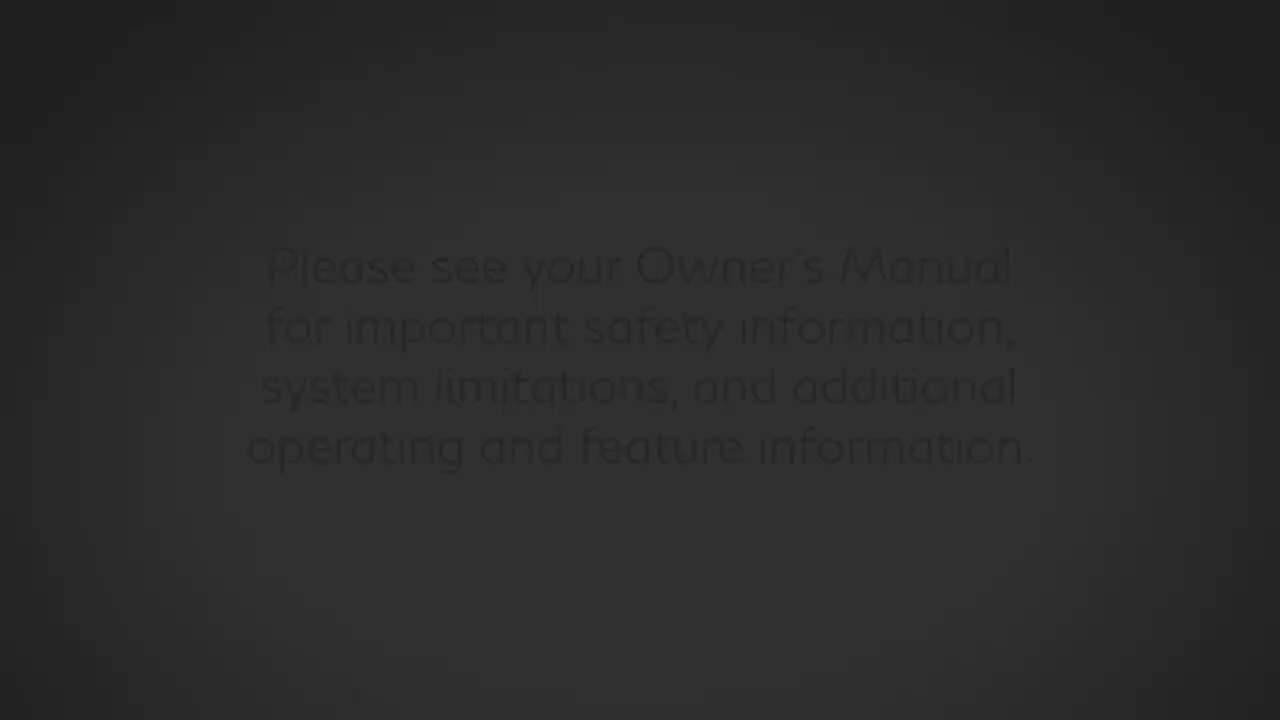 Please see your Owner's Manual
for important safety information,
system limitations, and additional
operating and feature information.